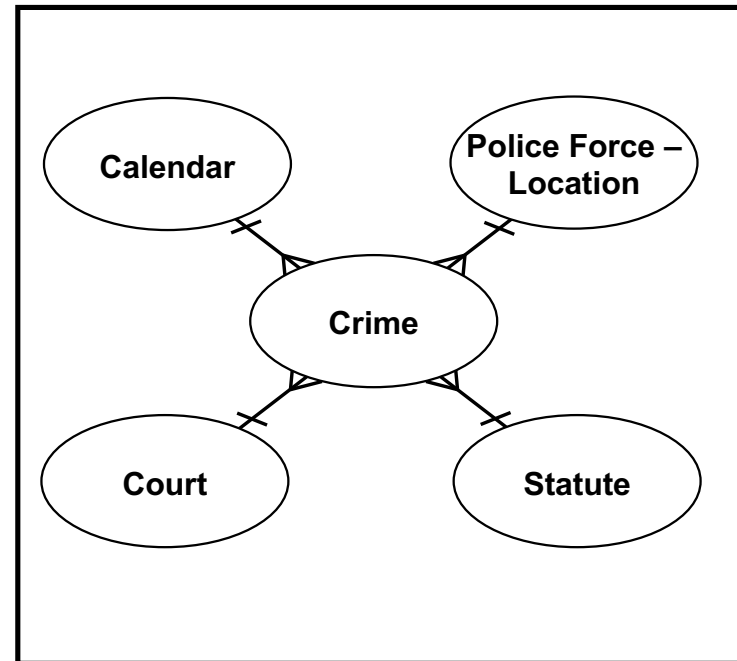 Calendar
Police Force –
Location
Crime
Court
Statute